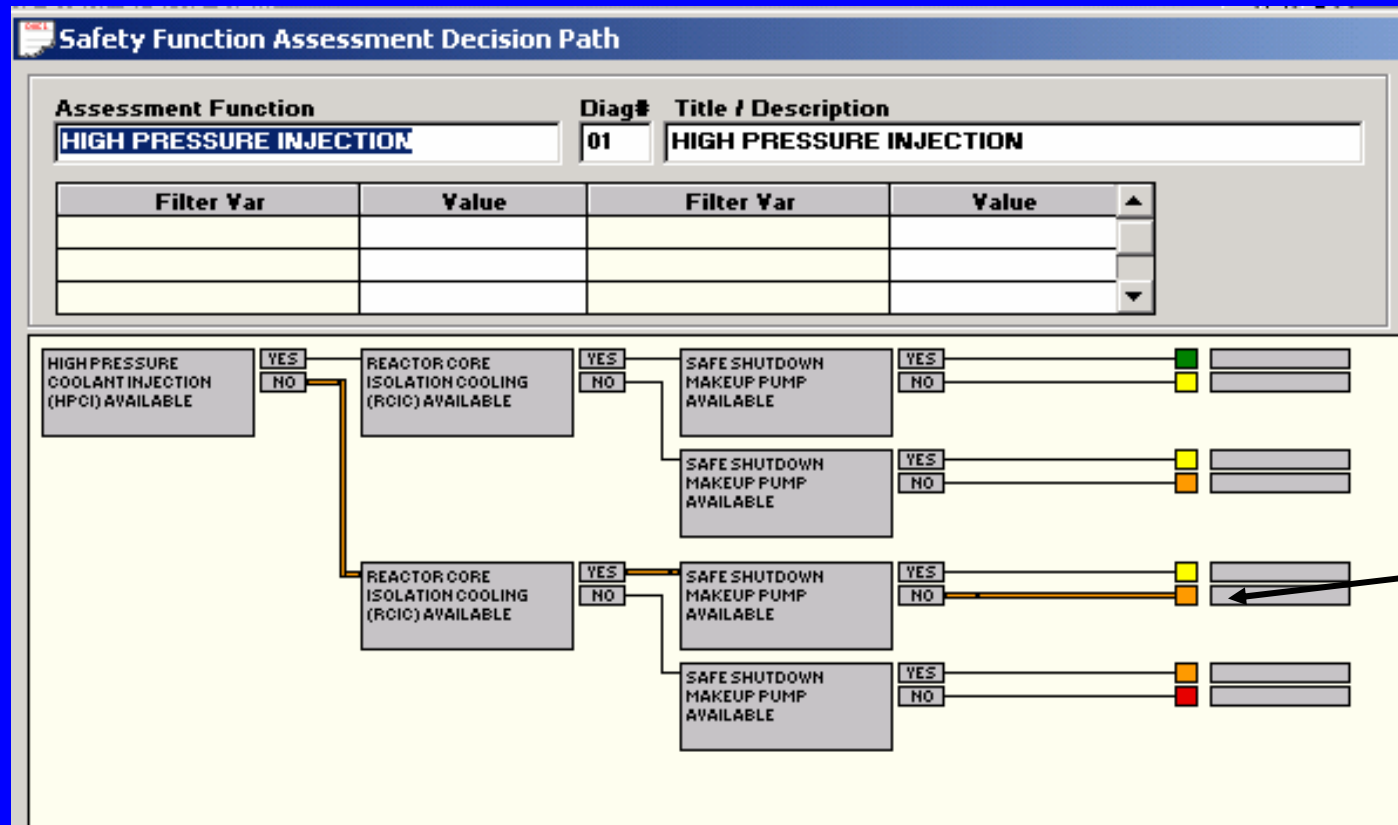 Safety Function Assessment Decision Path
Assessment Function Diag# Title / Description
HIGH PRESSURE INJECTION 01 HIGH PRESSURE INJECTION
Filter Var Value Filter Var Value
HIGH PRESSURE
COOLANT INJECTION
(HPCI) AVAILABLE
YES
NO
REACTOR CORE
ISOLATION COOLING
(RCIC) AVAILABLE
YES
NO
SAFE SHUTDOWN
MAKEUP PUMP
AVAILABLE
YES
NO
SAFE SHUTDOWN
MAKEUP PUMP
AVAILABLE
YES
NO
REACTOR CORE
ISOLATION COOLING
(RCIC) AVAILABLE
YES
NO
SAFE SHUTDOWN
MAKEUP PUMP
AVAILABLE
YES
NO
SAFE SHUTDOWN
MAKEUP PUMP
AVAILABLE
YES
NO